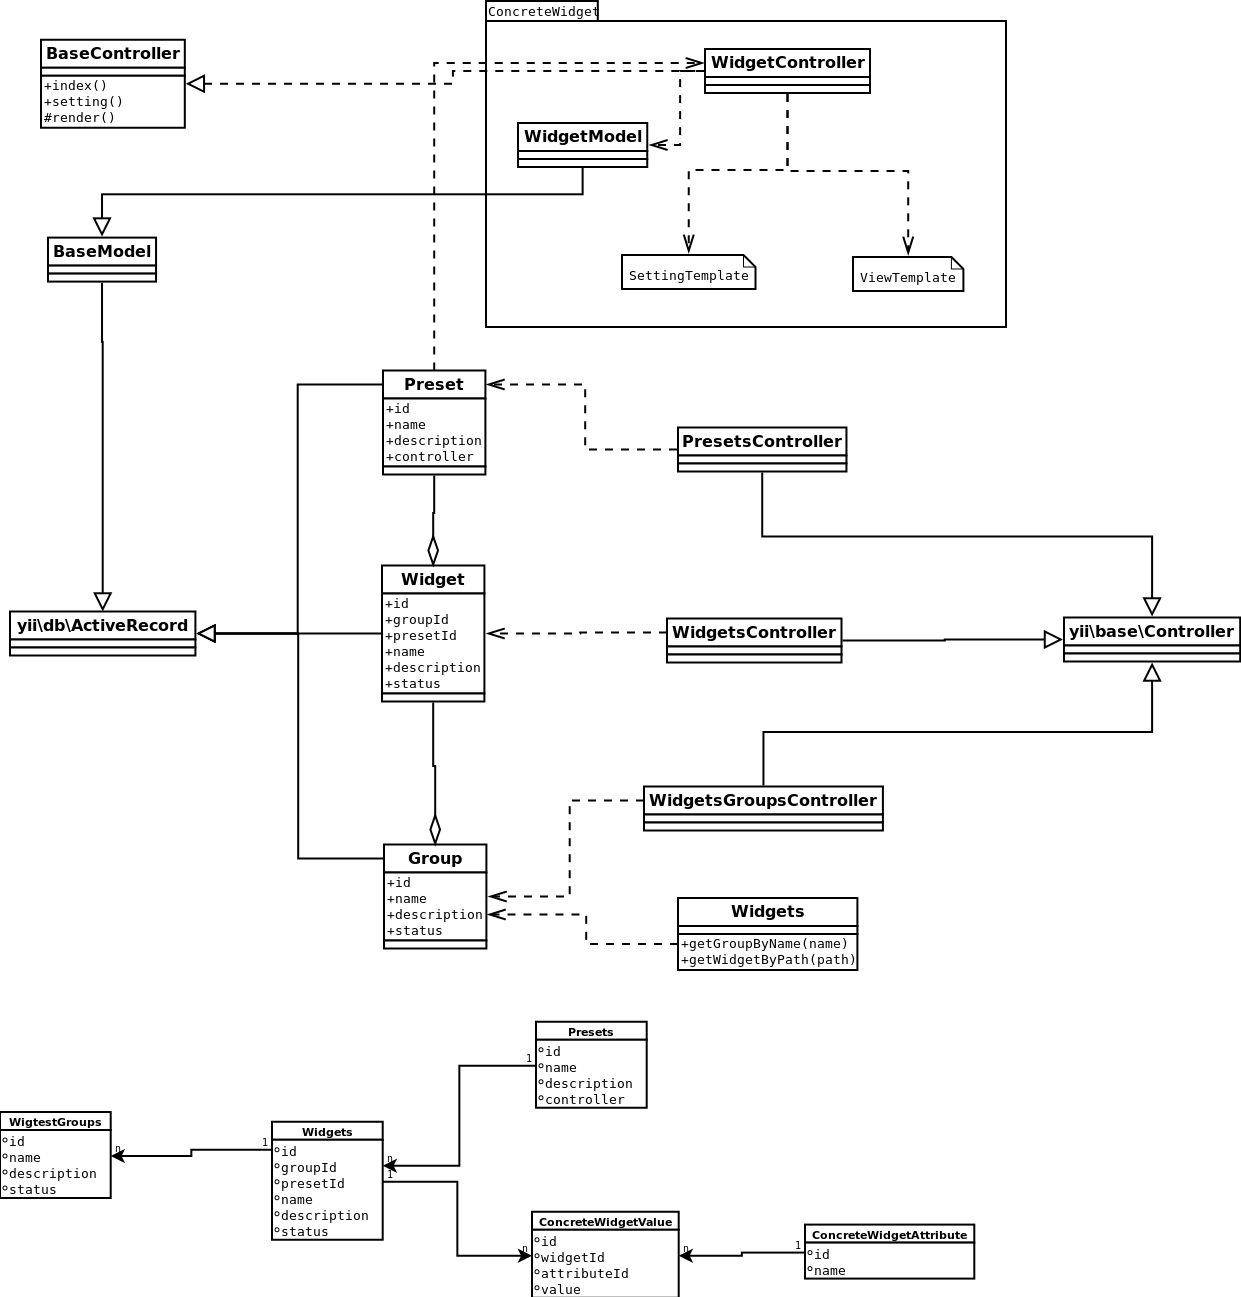 ConcreteWidget
BaseController
+index()
+setting()
#render()
WidgetController
WidgetModel
BaseModel
SettingTemplate
ViewTemplate
Preset
+id
+name
+description
+controller
PresetsController
Widget
+id
+groupId
+presetId
+name
+description
+status
yii\db\ActiveRecord
WidgetsController
yii\base\Controller
WidgetsGroupsController
Group
+id
+name
+description
+status
Widgets
+getGroupByName(name)
+getWidgetByPath(path)
Presets
id
name
description
controller
1
WigtestGroups
id
name
description
status
n
1
Widgets
id
groupId
presetId
name
description
status
n
1
ConcreteWidgetValue
id
widgetId
attributeId
value
n
n
1
ConcreteWidgetAttribute
id
name